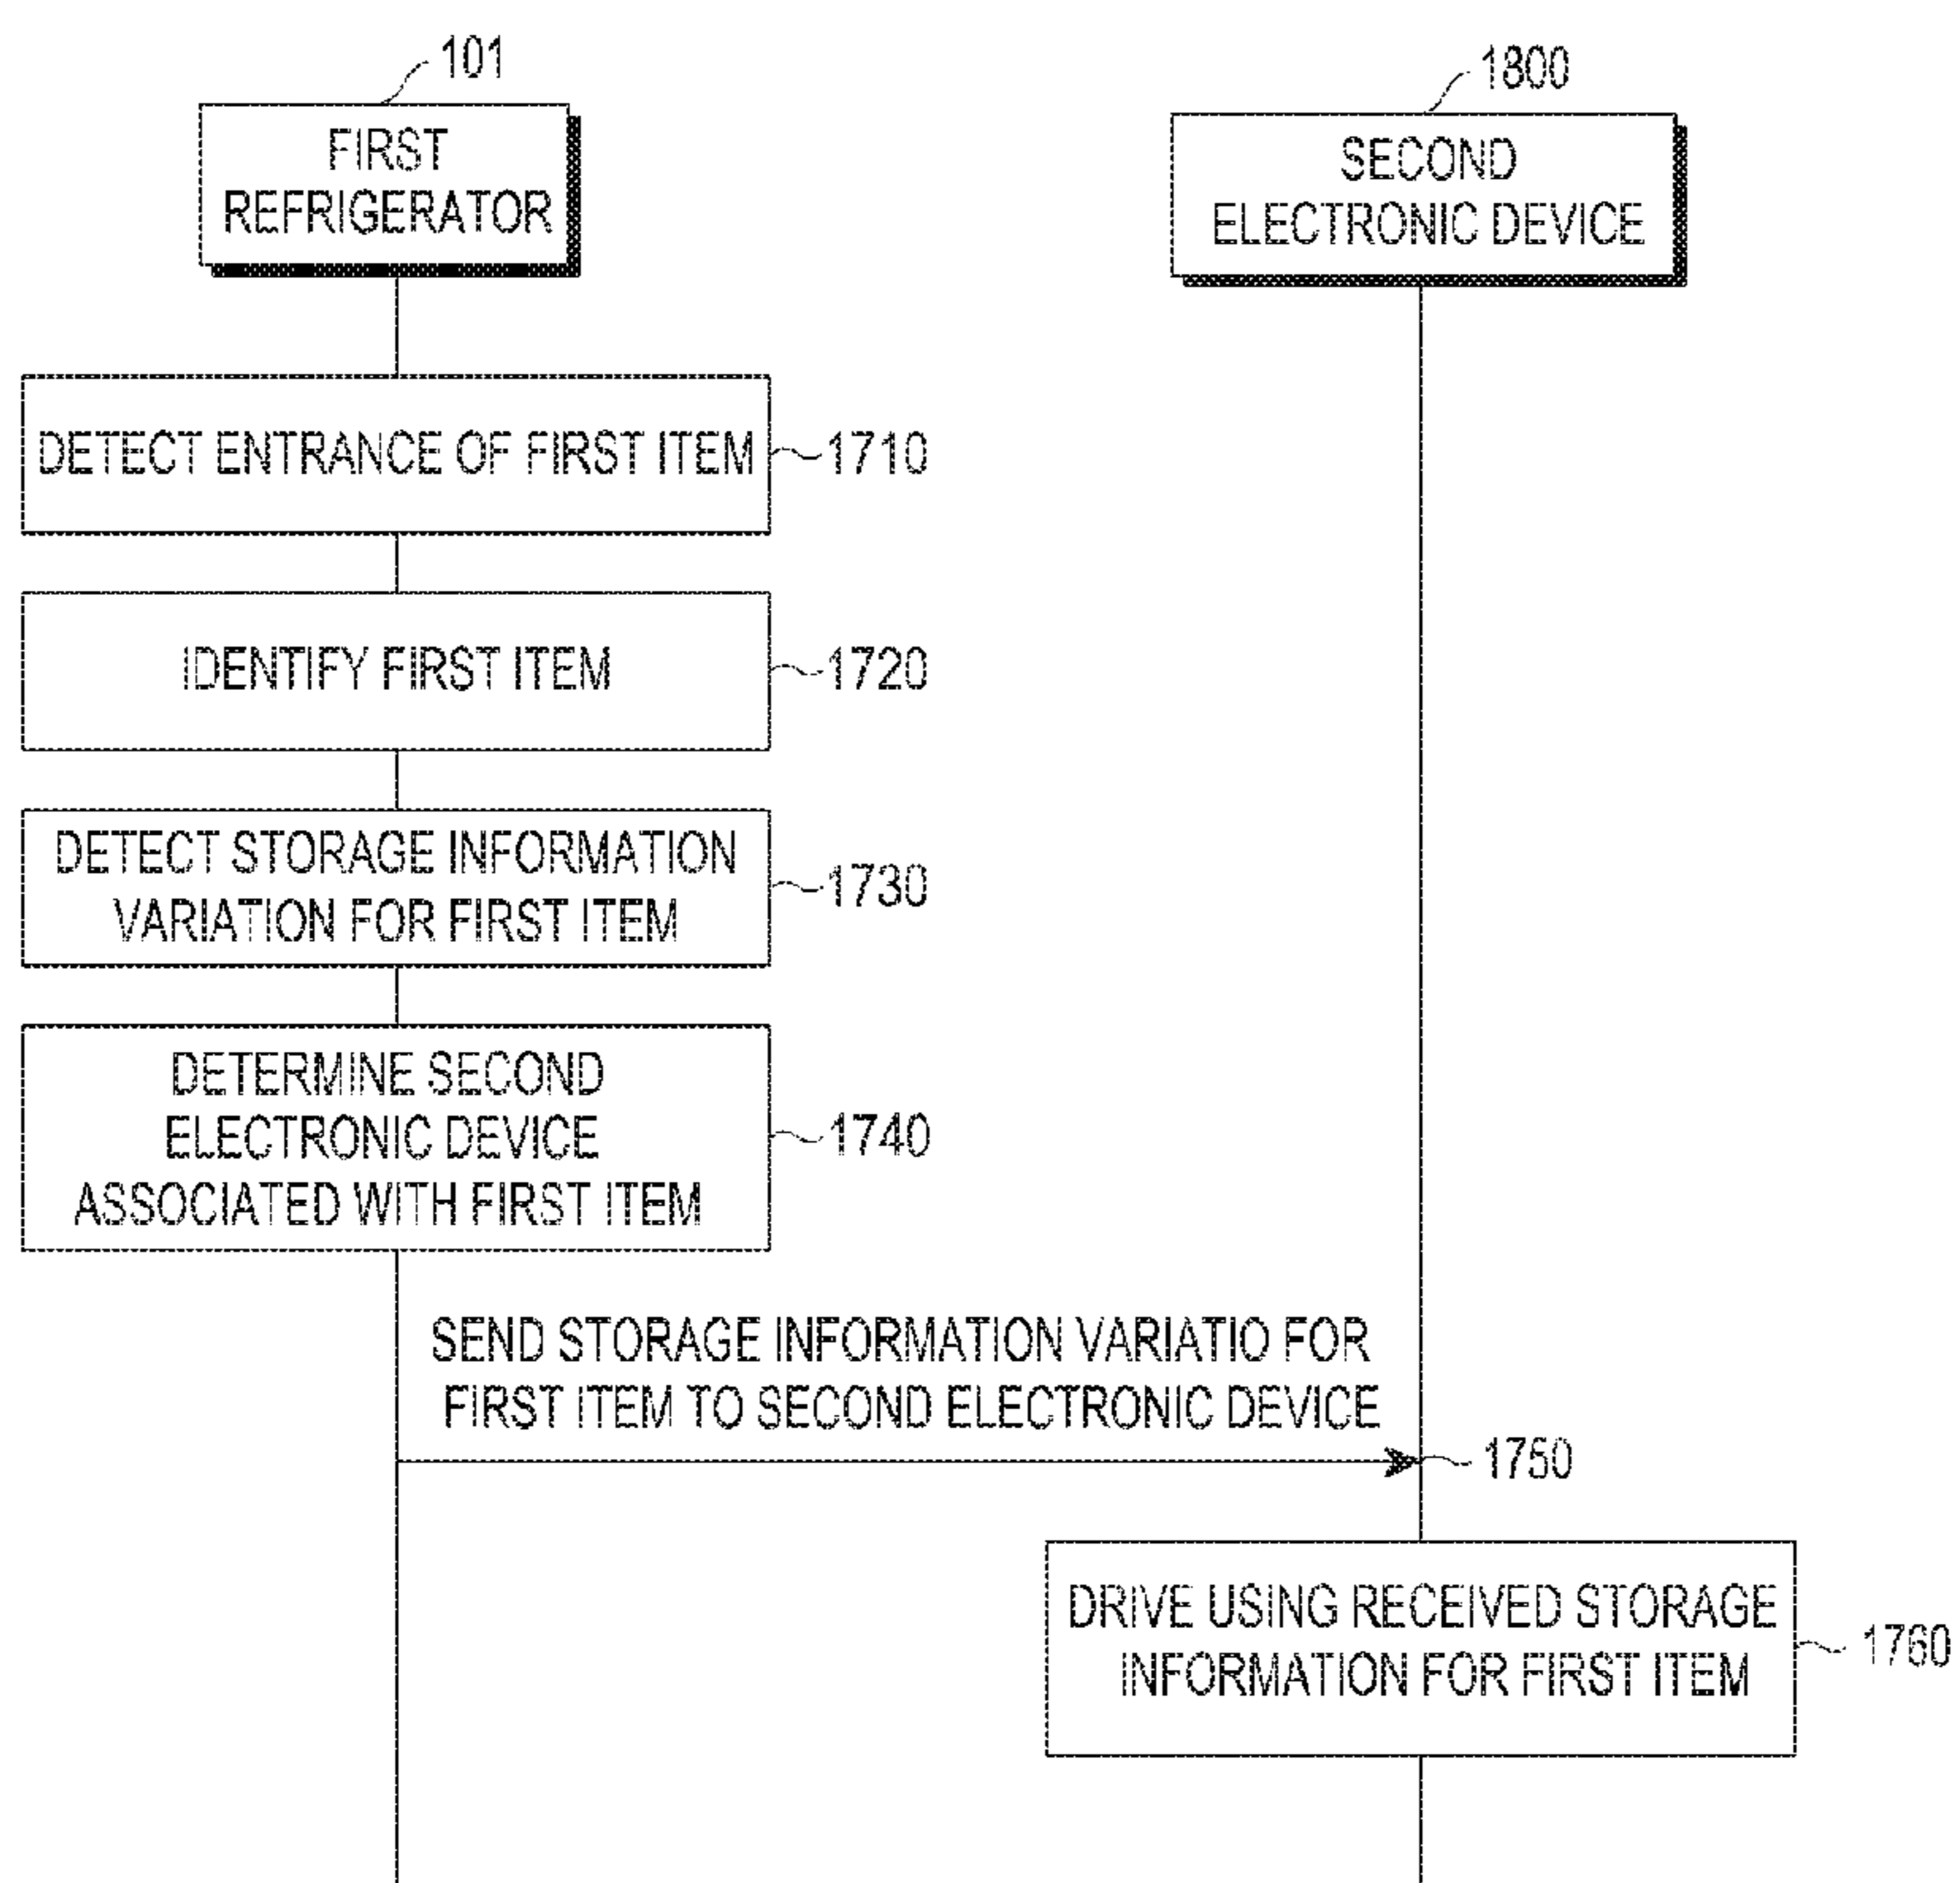 101
FIRST
REFRIGERATOR
1800
SECOND
ELECTRONIC DEVICE
DETECT ENTRANCE OF FIRST ITEM
1710
IDENTIFY FIRST ITEM
1720
DETECT STORAGE INFORMATION
VARIATION FOR FIRST ITEM
1730
DETERMINE SECOND
ELECTRONIC DEVICE
ASSOCIATED WITH FIRST ITEM
1740
SEND STORAGE INFORMATION VARIATIO FOR
FIRST ITEM TO SECOND ELECTRONIC DEVICE
1750
DRIVE USING RECEIVED STORAGE
INFORMATION FOR FIRST ITEM
1760